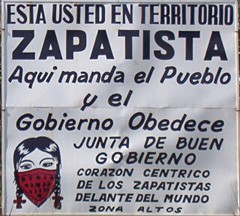 ESTA USTED EN TERRITORIO
ZAPATISTA
Aqui manda el Pueblo
y el
Gobierno Obedece
JUNTA DE BUEN
GOBIERNO
CORAZON CENTRICO
DE LOS ZAPATISTAS
DELANTE DEL MUNDO
ZONA ALTOS